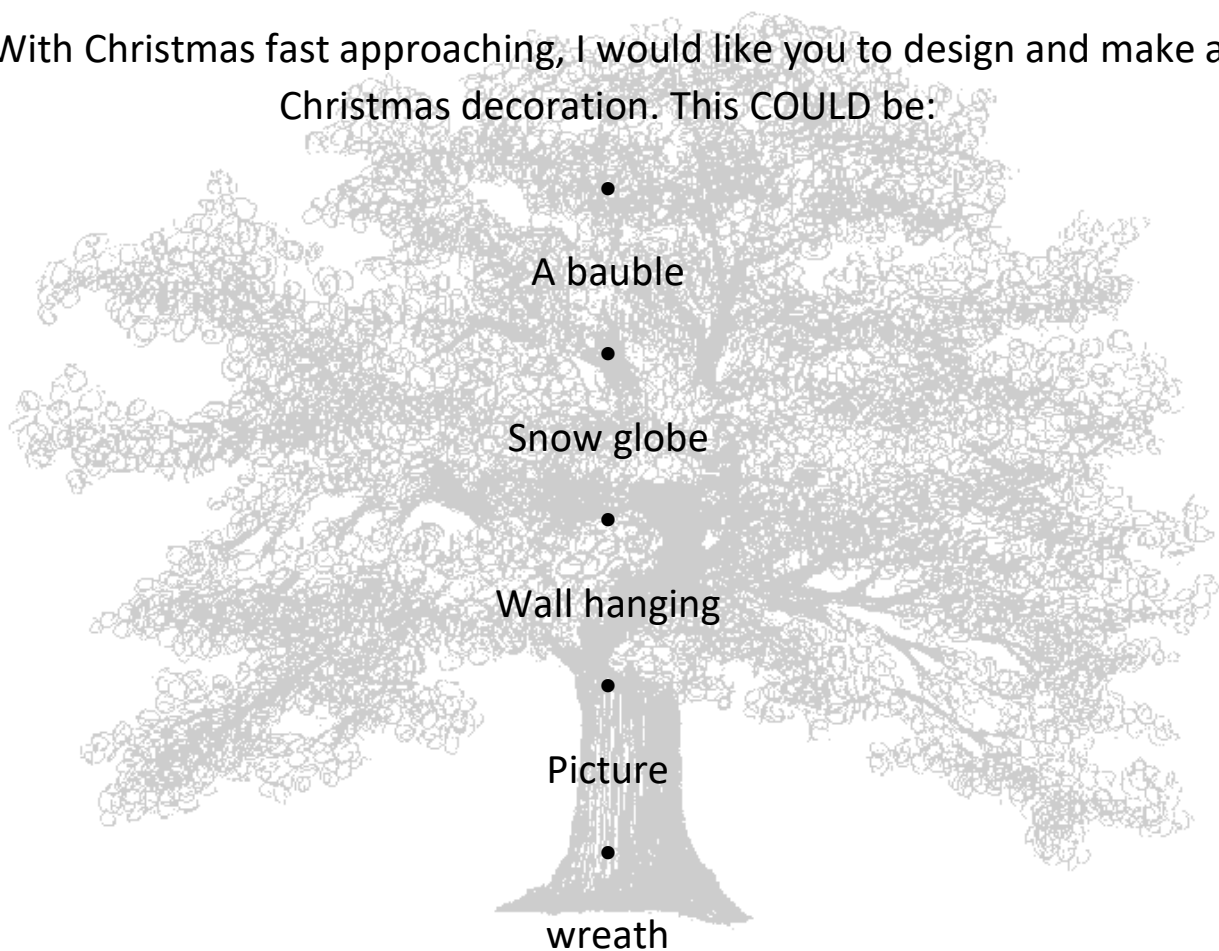 With Christmas fast approaching, I would like you to design and make a
Christmas decoration. This COULD be:
•
A bauble
•
Snow globe
•
Wall hanging
•
Picture
•
wreath